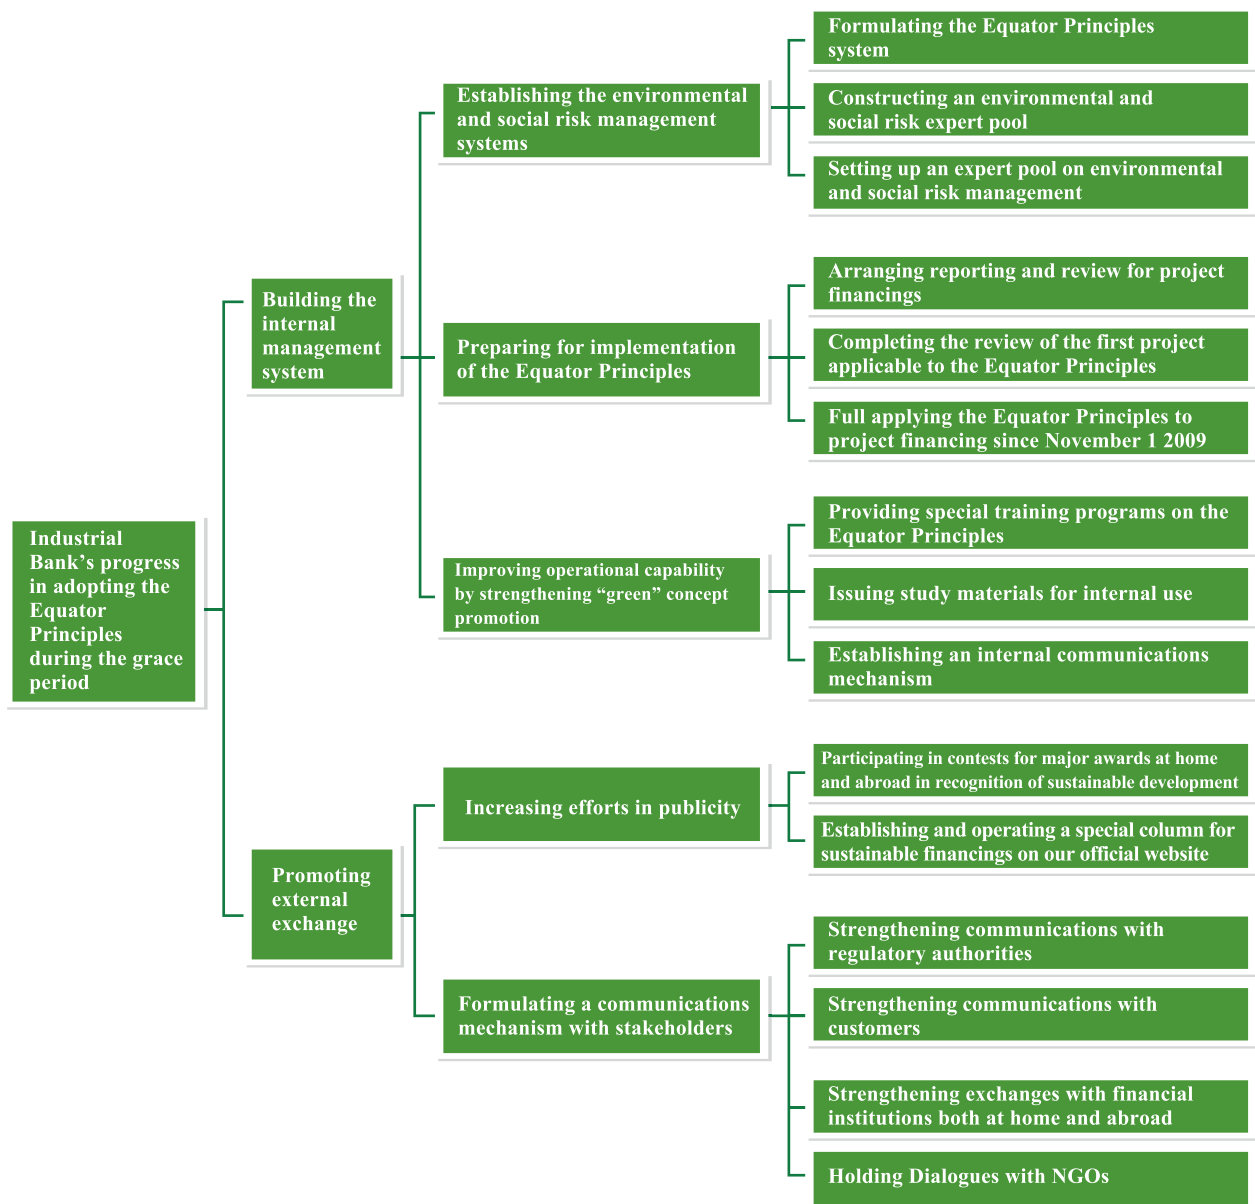 Industrial
Bank’s progress
in adopting the
Equator
Principles
during the grace
period
Building the
internal
management
system
Establishing the environmental
and social risk management
systems
Formulating the Equator Principles
system
Constructing an environmental and
social risk expert pool
Setting up an expert pool on environmental
and social risk management
Preparing for implementation
of the Equator Principles
Arranging reporting and review for project
financings
Completing the review of the first project
applicable to the Equator Principles
Full applying the Equator Principles to
project financing since November 1 2009
Improving operational capability
by strengthening “green” concept
promotion
Providing special training programs on the
Equator Principles
Issuing study materials for internal use
Establishing an internal communications
mechanism
Promoting
external
exchange
Increasing efforts in publicity
Participating in contests for major awards at home
and abroad in recognition of sustainable development
Establishing and operating a special column for
sustainable financings on our official website
Formulating a communications
mechanism with stakeholders
Strengthening communications with
regulatory authorities
Strengthening communications with
customers
Strengthening exchanges with financial
institutions both at home and abroad
Holding Dialogues with NGOs